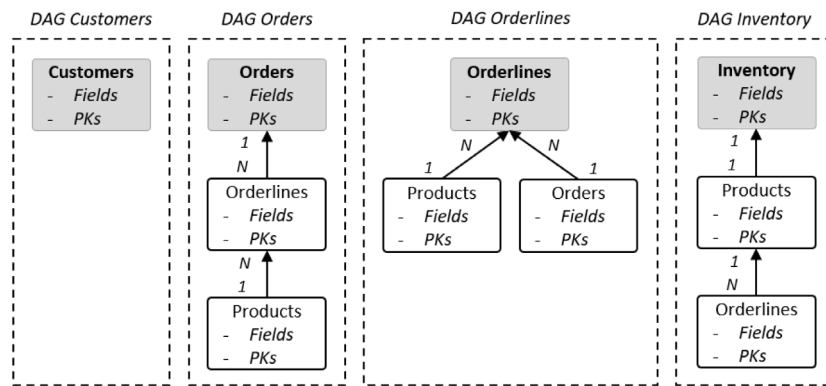 DAG Customers
Customers
- Fields
- PKs
DAG Orders
Orders
- Fields
- PKs
1
N
Orderlines
- Fields
- PKs
N
1
Products
- Fields
- PKs
DAG Orderlines
Orderlines
- Fields
- PKs
N
N
1
1
Products
- Fields
- PKs
Orders
- Fields
- PKs
DAG Inventory
Inventory
- Fields
- PKs
1
1
Products
- Fields
- PKs
1
N
Orderlines
- Fields
- PKs